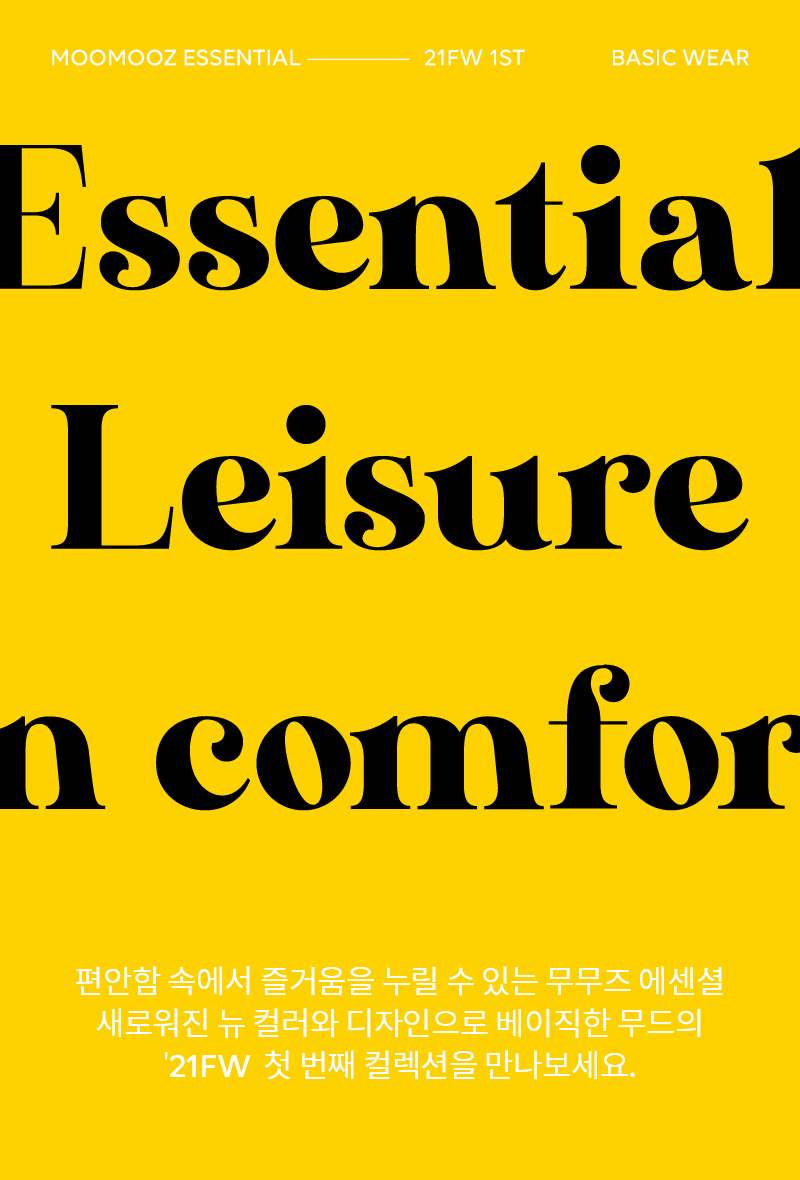 MOOMOOZ ESSENTIAL 21FW 1ST BASIC WEAR
Essential
Leisure
n comfor
편안함 속에서 즐거움을 누릴 수 있는 무무즈 에센셜
새로워진 뉴 컬러와 디자인으로 베이직한 무드의
'21FW 첫 번째 컬렉션을 만나보세요.